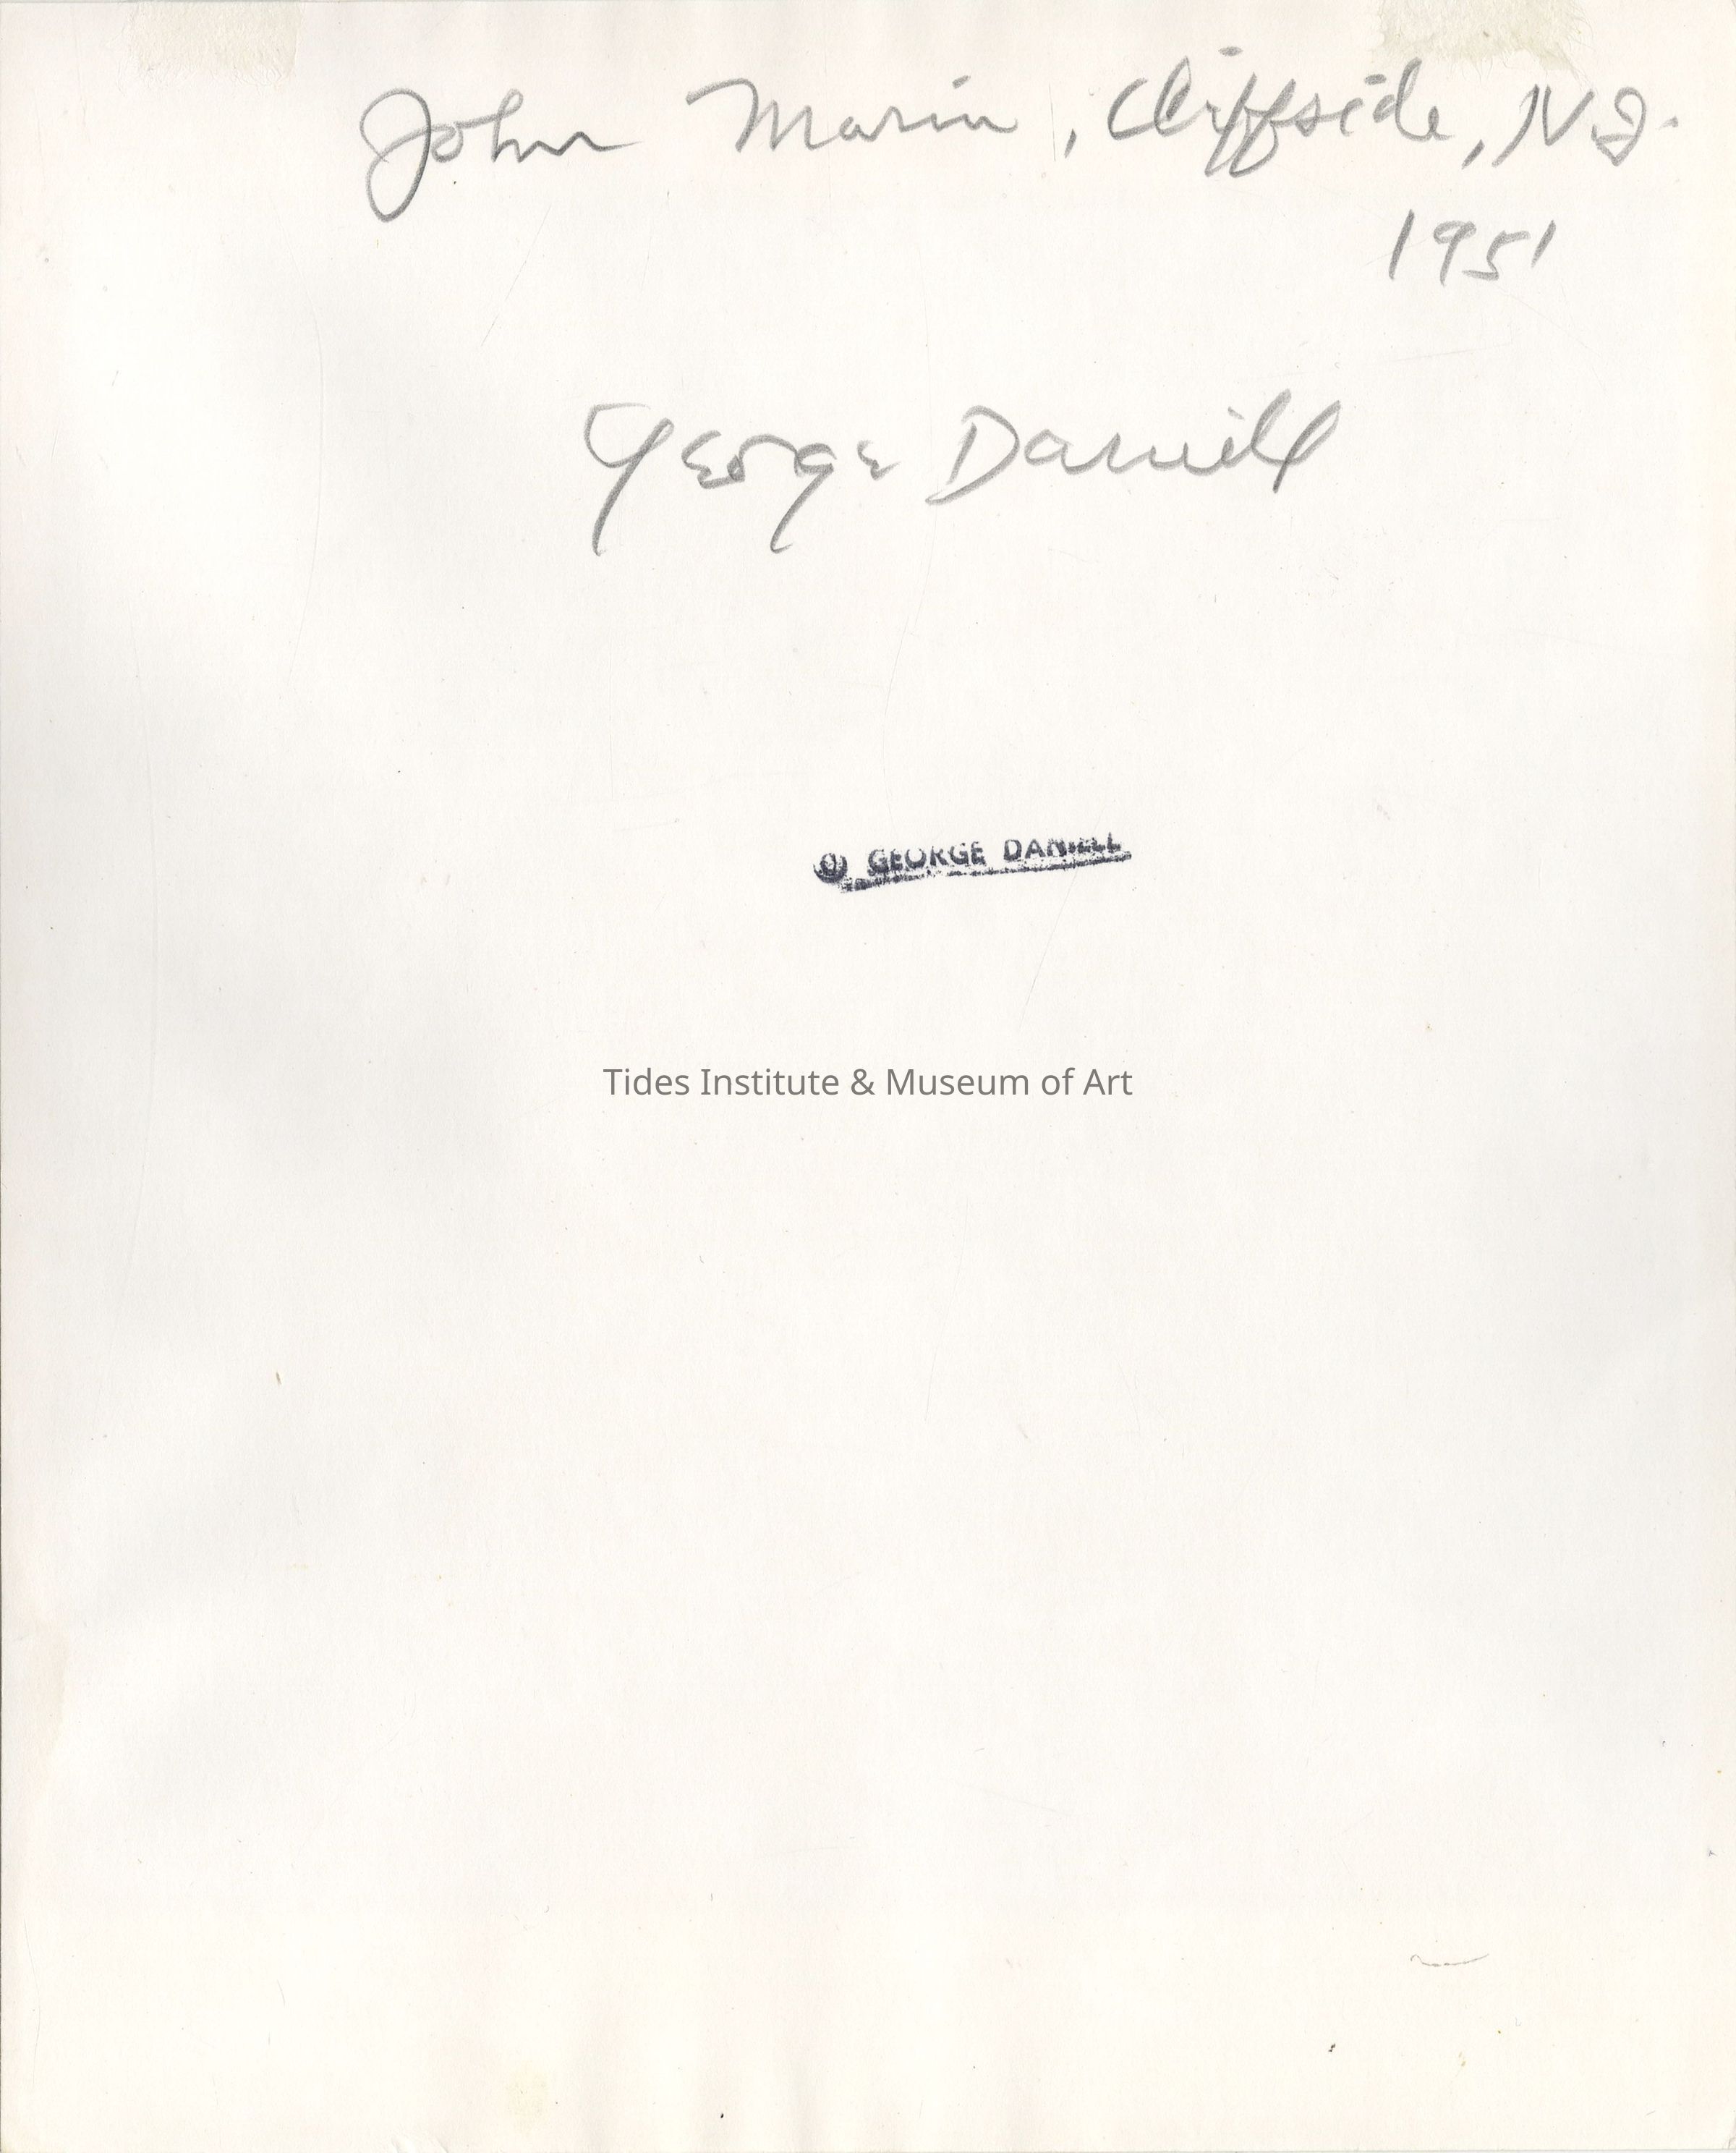 John Marin, Cliffside, N.J.
1951
George Daniell
© GEORGE DANIELL
Tides Institute & Museum of Art